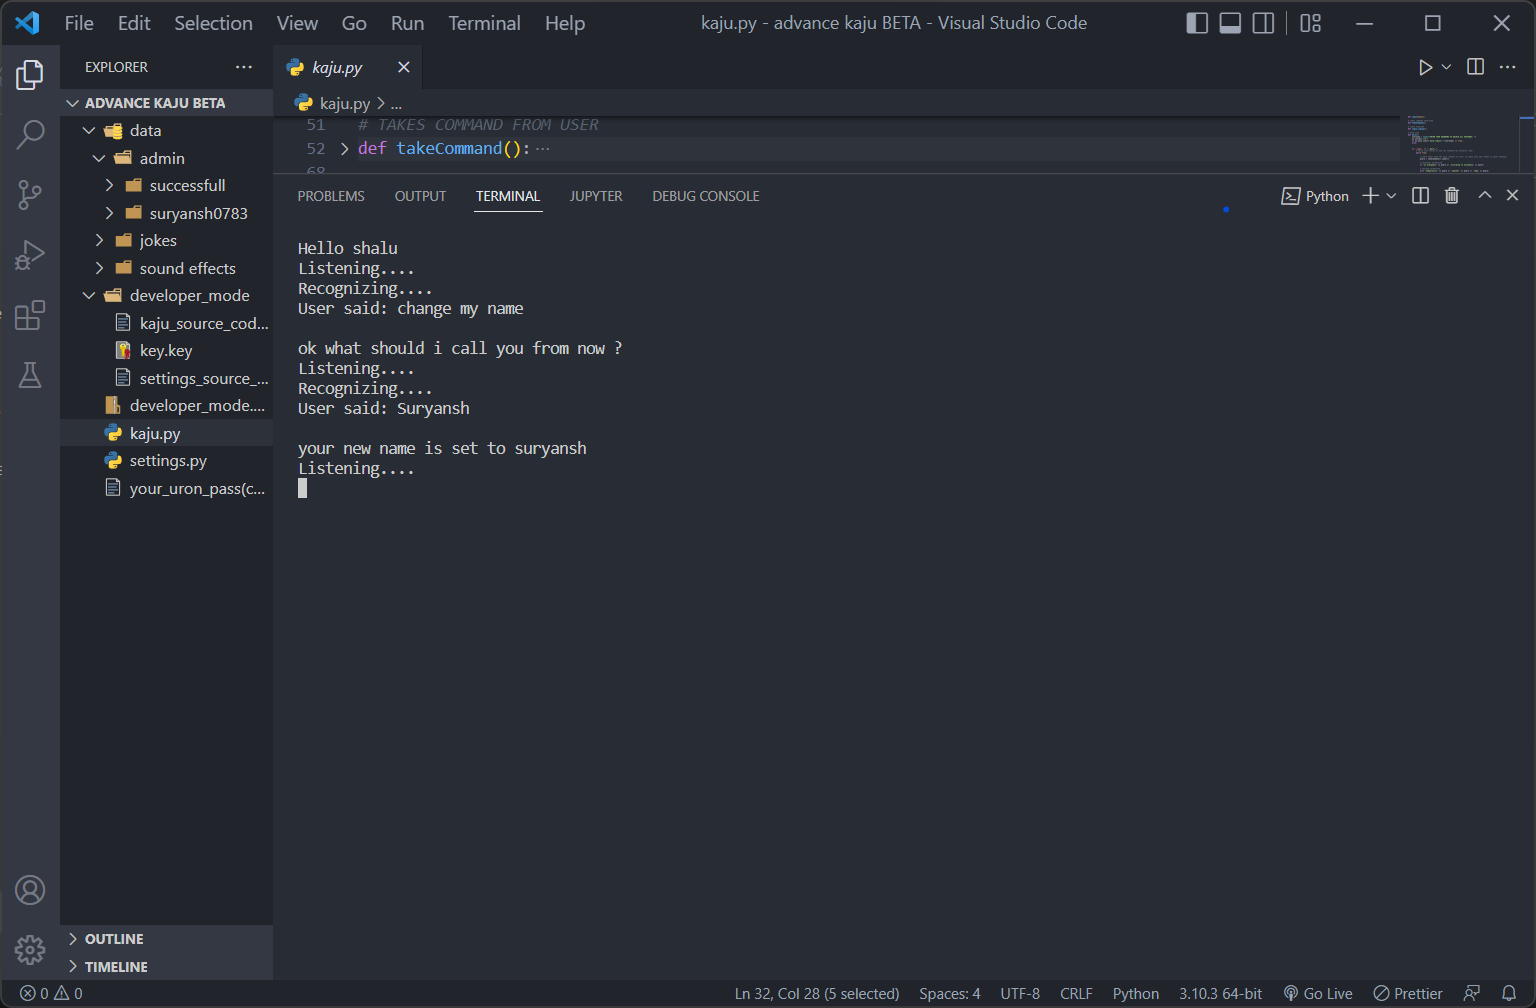 File Edit Selection View Go Run Terminal Help kaju.py - advance kaju BETA - Visual Studio Code
EXPLORER
ADVANCE KAJU BETA
data
admin
successfull
suryansh0783
jokes
sound effects
developer_mode
kaju_source_cod...
key.key
settings_source_...
developer_mode....
kaju.py
settings.py
your_uron_pass(c...
OUTLINE
TIMELINE
kaju.py
kaju.py > ...
51 # TAKES COMMAND FROM USER
52 def takeCommand():···
68
PROBLEMS OUTPUT TERMINAL JUPYTER DEBUG CONSOLE Python
Hello shalu
Listening....
Recognizing....
User said: change my name
ok what should i call you from now ?
Listening....
Recognizing....
User said: Suryansh
your new name is set to suryansh
Listening....
0 0 Ln 32, Col 28 (5 selected) Spaces: 4 UTF-8 CRLF Python 3.10.3 64-bit Go Live Prettier